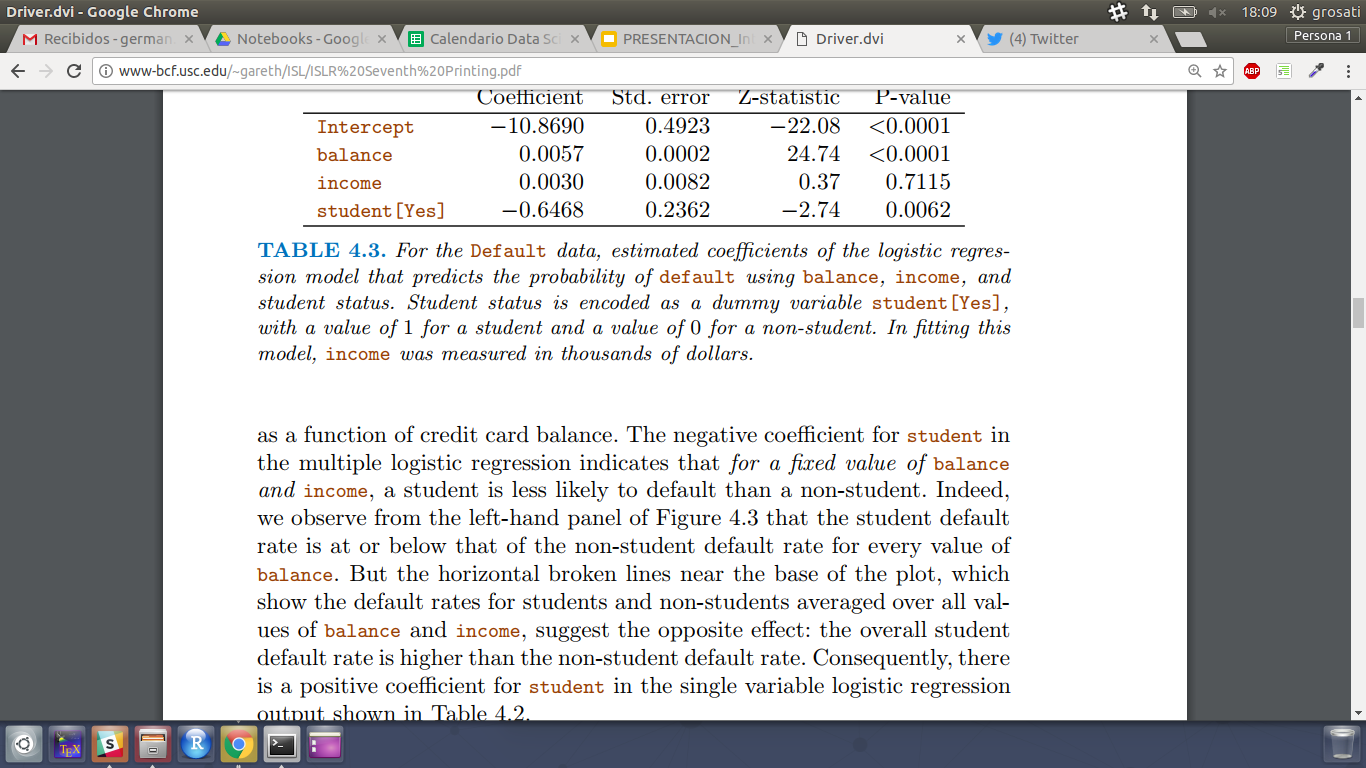 Driver.dvi - Google Chrome
18:09 grosati
Recibidos - german
Notebooks - Googl
Calendario Data Sc
PRESENTACION_In
Driver.dvi
(4) Twitter
Persona 1
www-bcf.usc.edu/~gareth/ISL/ISLR%20Seventh%20Printing.pdf
ABP
Coefficient Std. error Z-statistic P-value
Intercept −10.8690 0.4923 −22.08 <0.0001
balance 0.0057 0.0002 24.74 <0.0001
income 0.0030 0.0082 0.37 0.7115
student[Yes] −0.6468 0.2362 −2.74 0.0062
TABLE 4.3. For the Default data, estimated coefficients of the logistic regres-
sion model that predicts the probability of default using balance, income, and
student status. Student status is encoded as a dummy variable student[Yes],
with a value of 1 for a student and a value of 0 for a non-student. In fitting this
model, income was measured in thousands of dollars.
as a function of credit card balance. The negative coefficient for student in
the multiple logistic regression indicates that for a fixed value of balance
and income, a student is less likely to default than a non-student. Indeed,
we observe from the left-hand panel of Figure 4.3 that the student default
rate is at or below that of the non-student default rate for every value of
balance. But the horizontal broken lines near the base of the plot, which
show the default rates for students and non-students averaged over all val-
ues of balance and income, suggest the opposite effect: the overall student
default rate is higher than the non-student default rate. Consequently, there
is a positive coefficient for student in the single variable logistic regression
output shown in Table 4.2.
TEX
S
R
>_